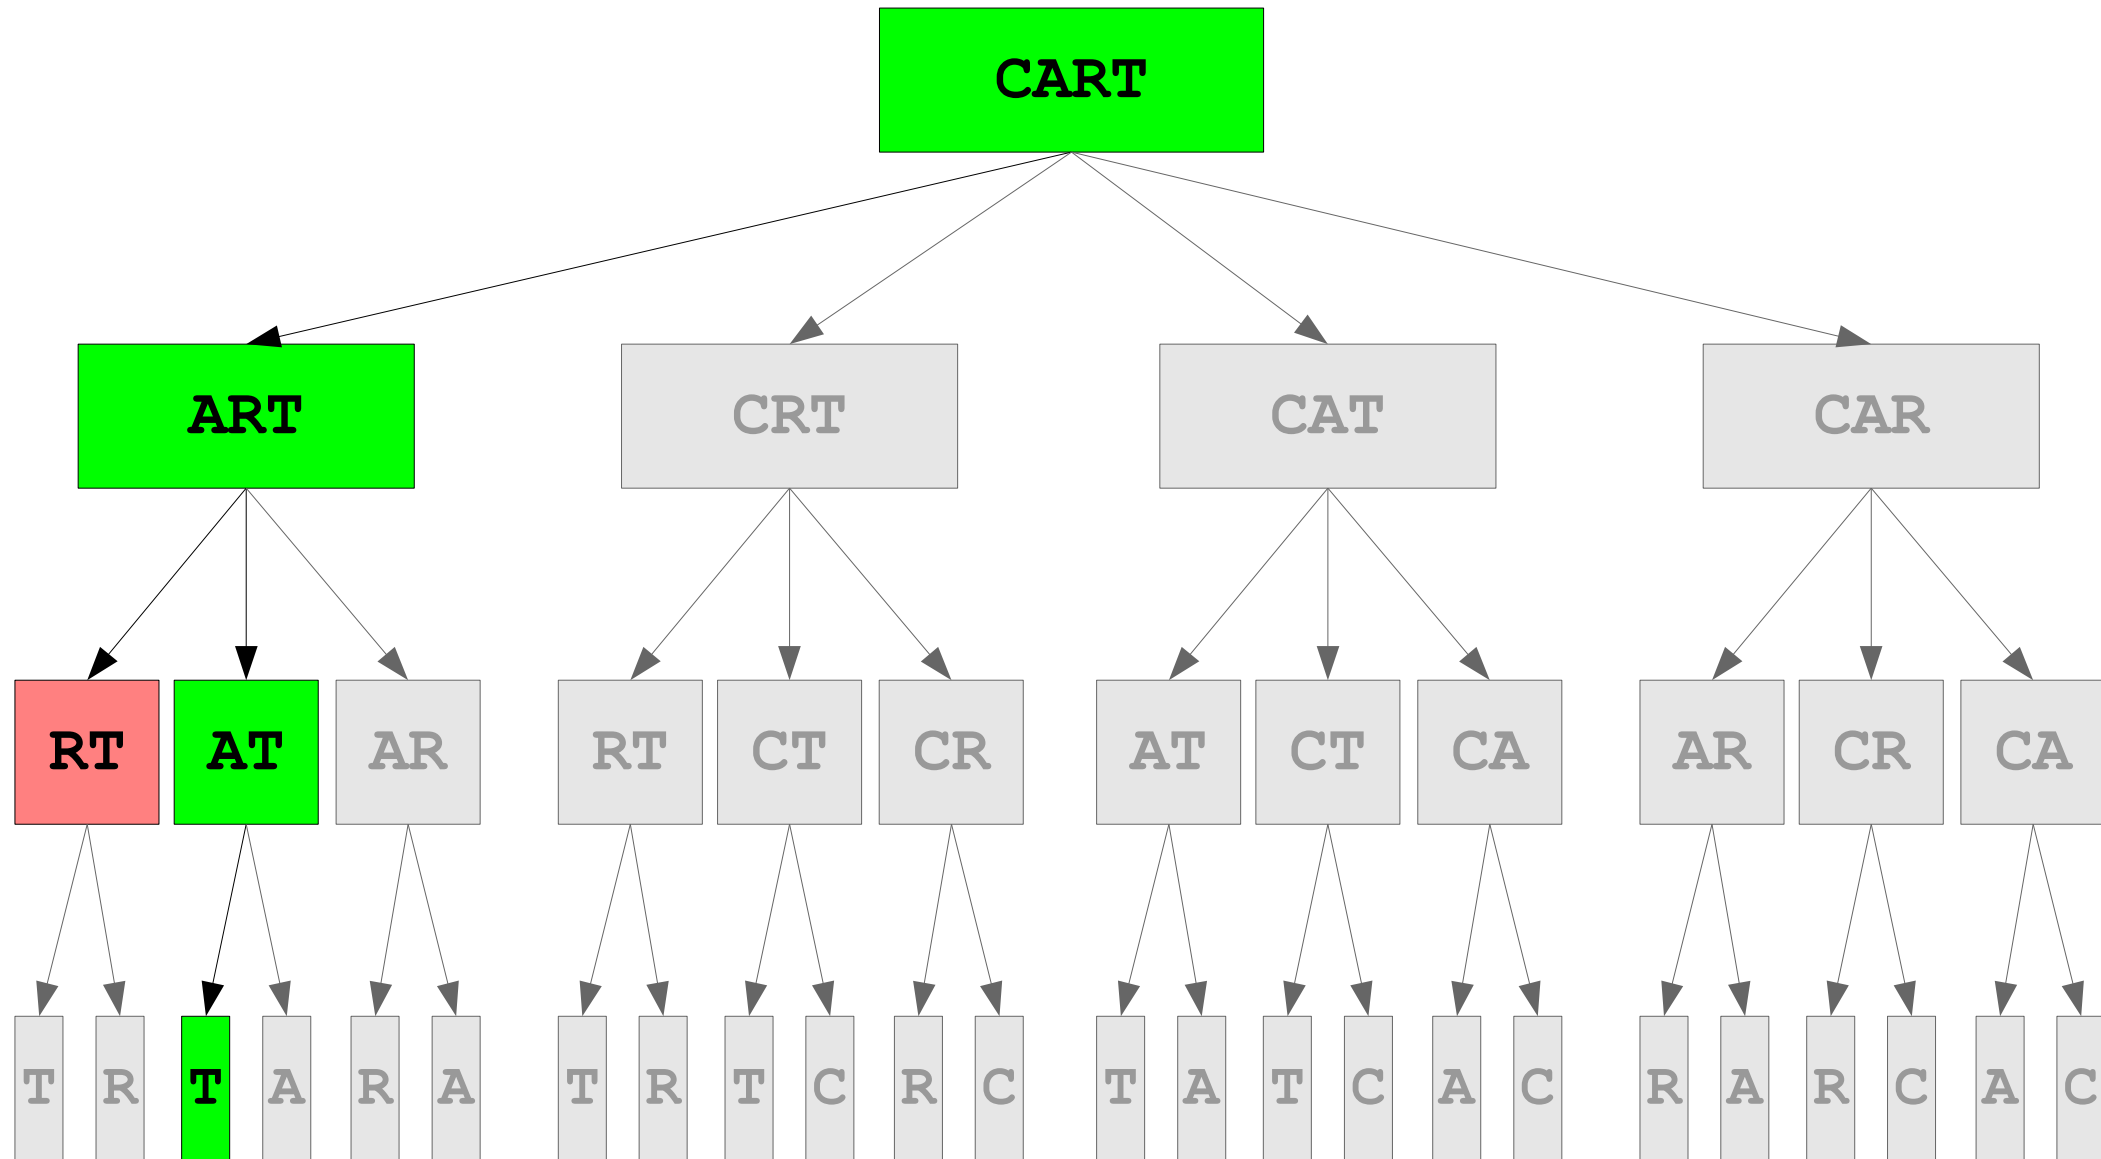 CART
ART CRT CAT CAR
RT AT AR RT CT CR AT CT CA AR CR CA
T R T A R A T R T C R C T A T C A C R A R C A C